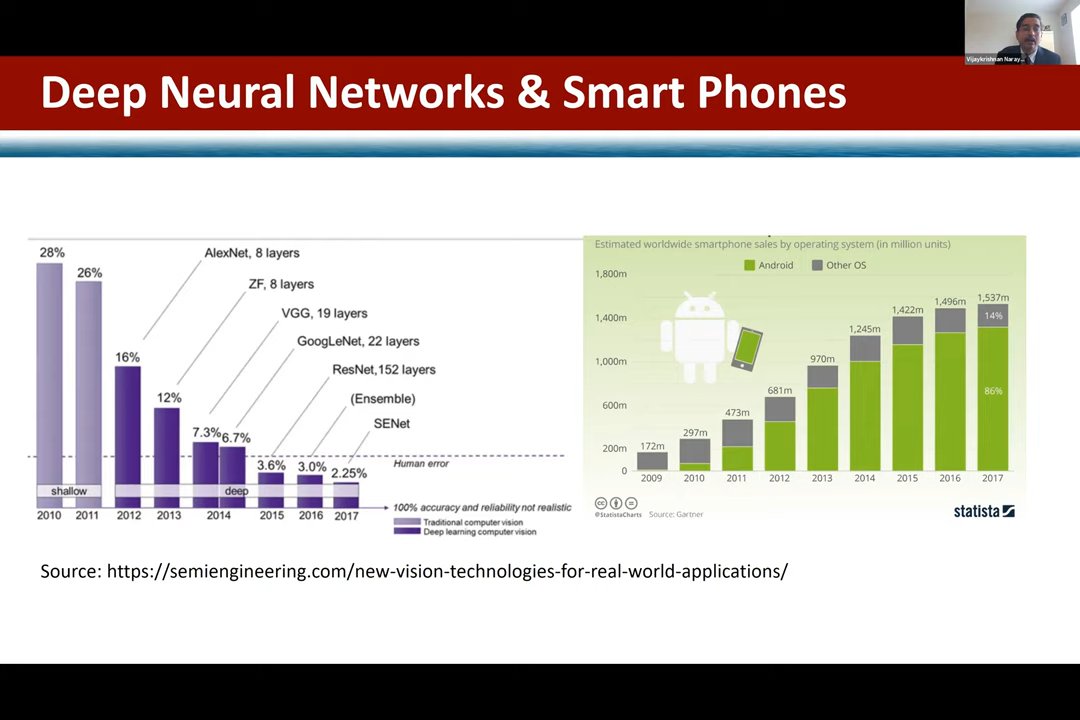 Vijaykrishnan Naray...
Deep Neural Networks & Smart Phones
28%
26%
16%
12%
7.3%
6.7%
3.6%
3.0%
2.25%
AlexNet, 8 layers
ZF, 8 layers
VGG, 19 layers
GoogLeNet, 22 layers
ResNet,152 layers
(Ensemble)
SENet
Human error
shallow
deep
2010 2011 2012 2013 2014 2015 2016 2017
100% accuracy and reliability not realistic
Traditional computer vision
Deep learning computer vision
Estimated worldwide smartphone sales by operating system (in million units)
Android Other OS
1,800m
1,400m
1,000m
600m
200m
0
172m
297m
473m
681m
970m
1,245m
1,422m
1,496m
1,537m
14%
86%
2009 2010 2011 2012 2013 2014 2015 2016 2017
cc
@StatistaCharts Source: Gartner
statista
Source: https://semiengineering.com/new-vision-technologies-for-real-world-applications/